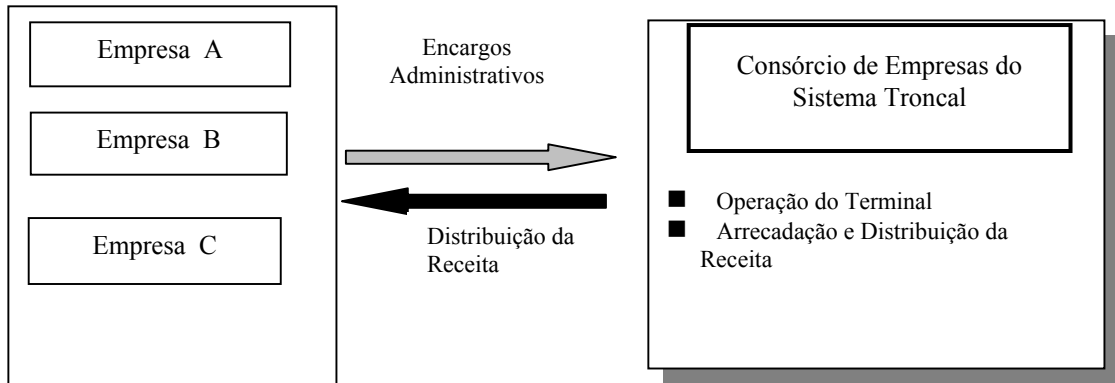 Empresa A
Empresa B
Empresa C
Encargos
Administrativos
Distribuição da
Receita
Consórcio de Empresas do
Sistema Troncal
■ Operação do Terminal
■ Arrecadação e Distribuição da
Receita